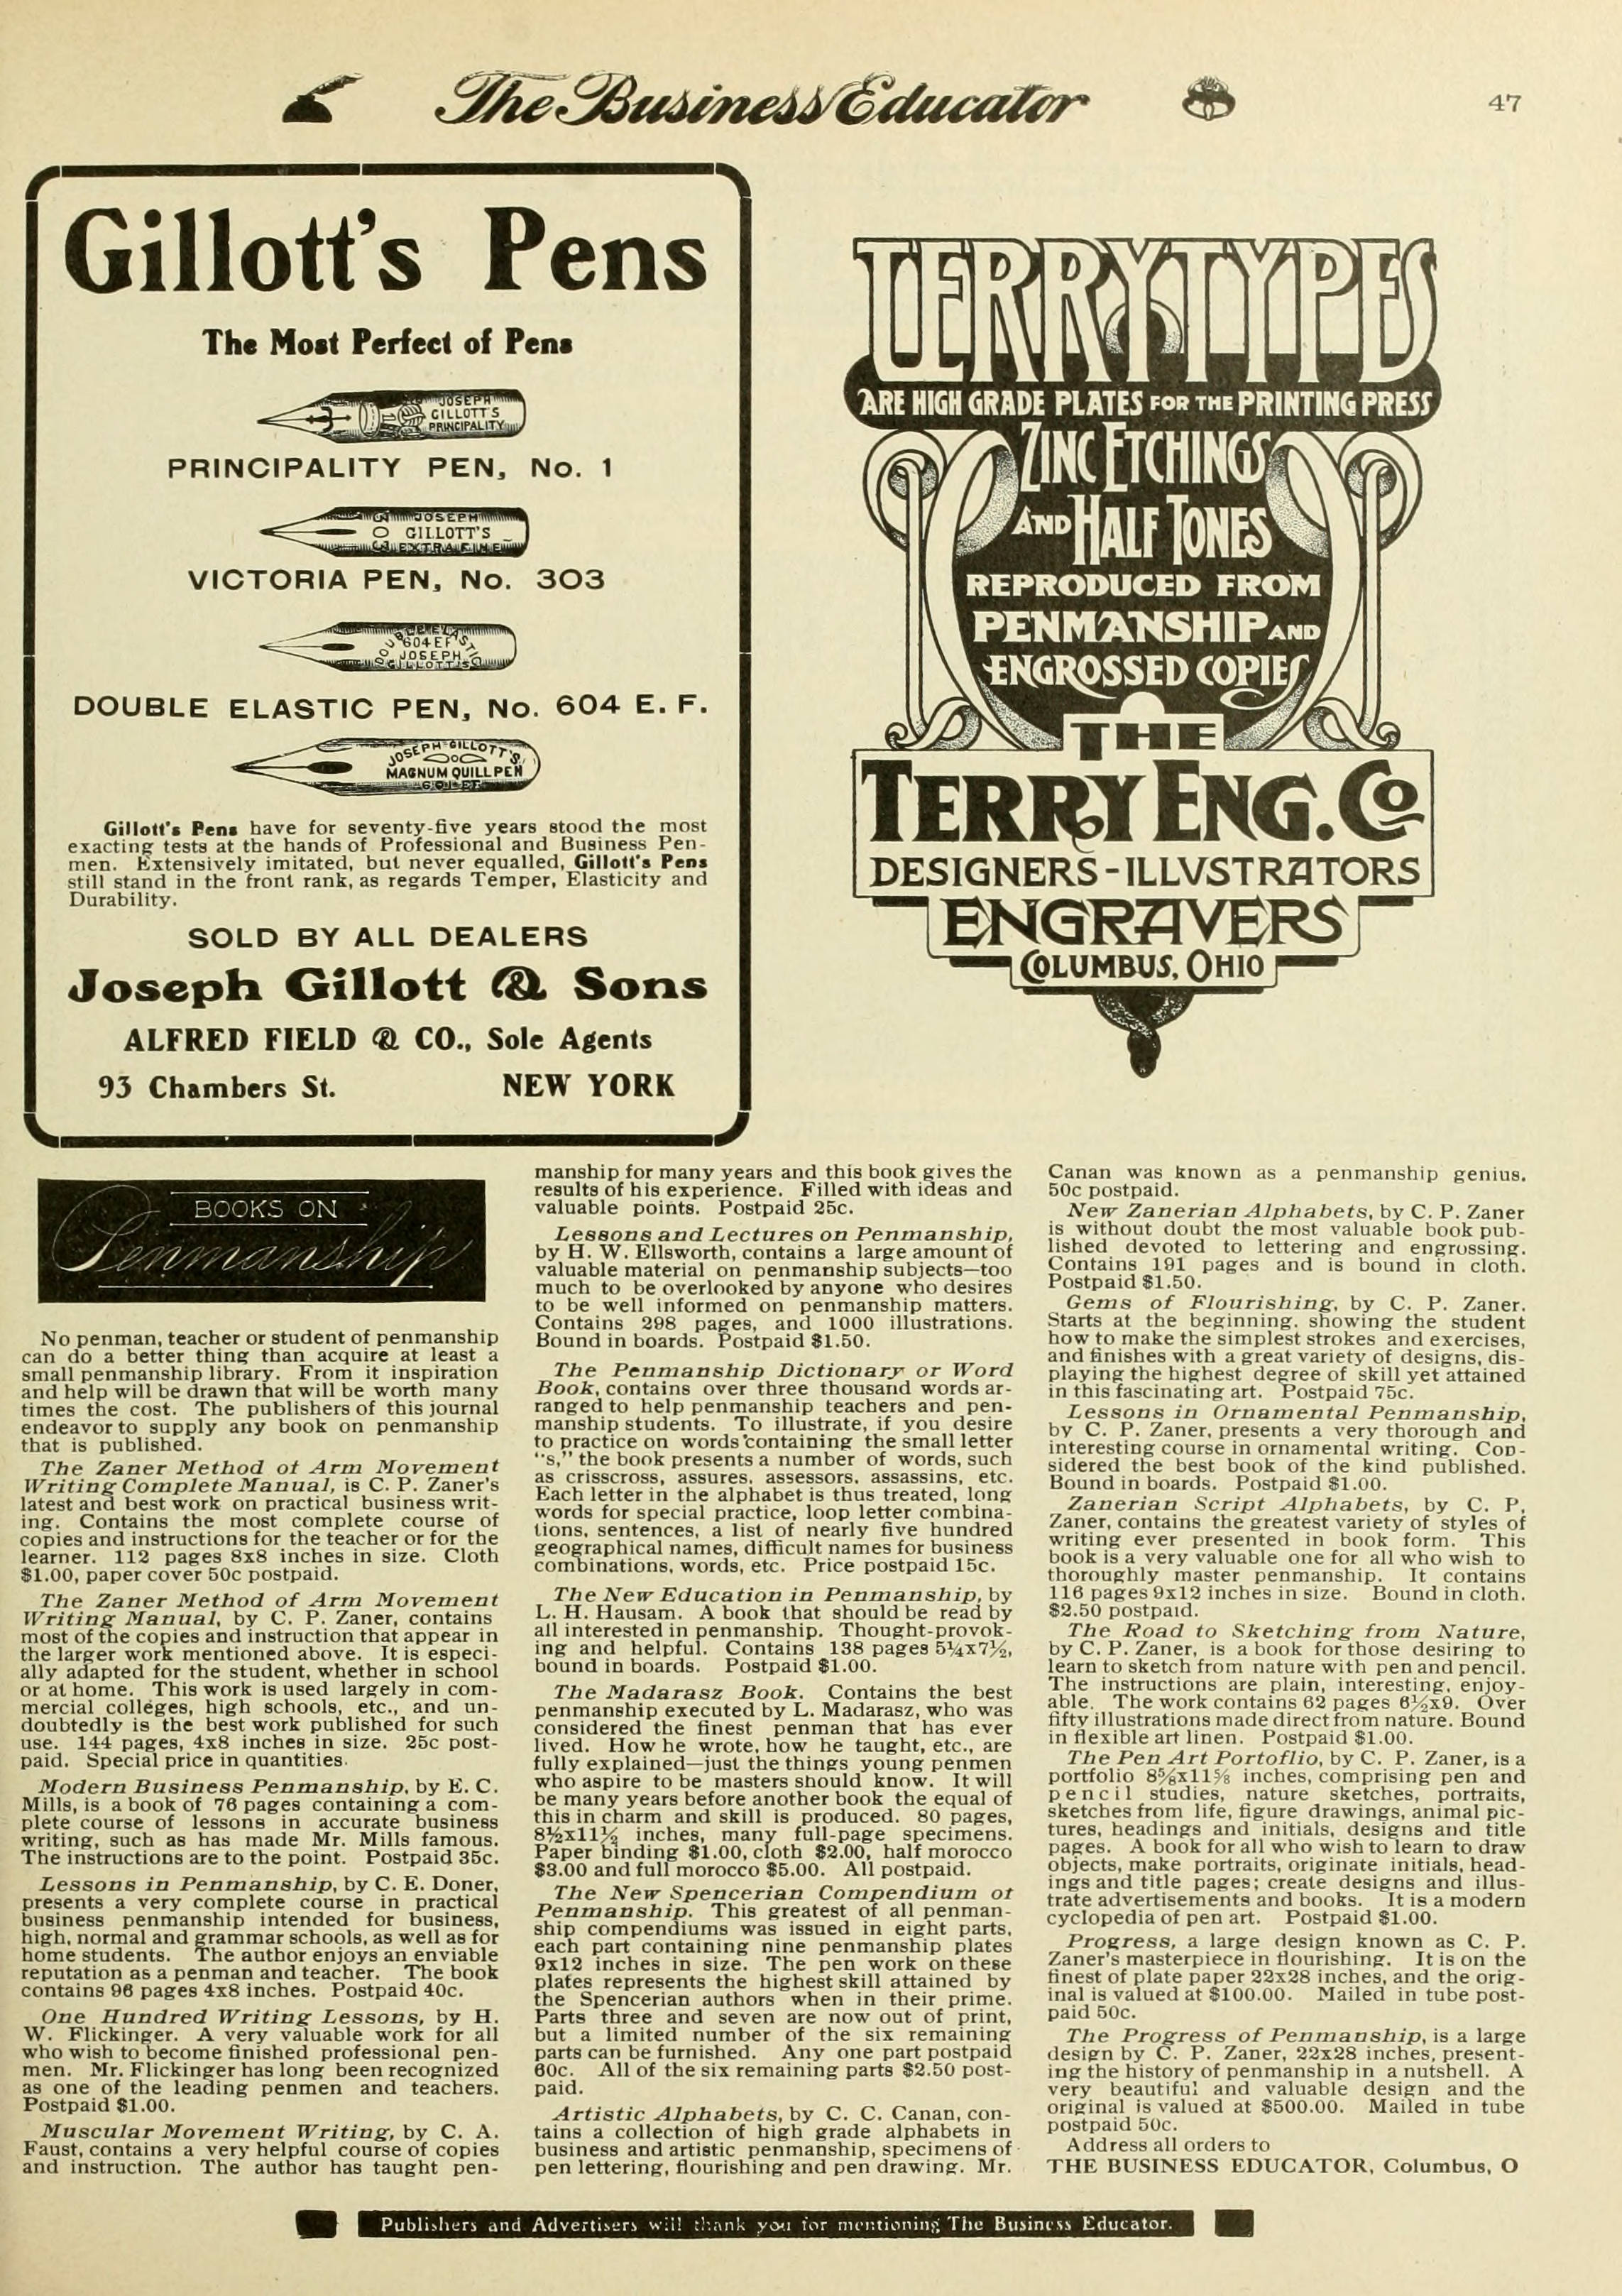 The Business Educator
47
Gillott's Pens
The Most Perfect of Pens
JOSEPH
GILLOTT'S
PRINCIPALITY
PRINCIPALITY PEN, No. 1
303
JOSEPH
GILLOTT'S
EXTRA FINE
VICTORIA PEN, No. 303
DOUBLE ELASTIC
604 EF
JOSEPH
GILLOTT'S
DOUBLE ELASTIC PEN, No. 604 E. F.
JOSEPH GILLOTT'S
MAGNUM QUILL PEN
601 EF
Gillott's Pens have for seventy-five years stood the most
exacting tests at the hands of Professional and Business Pen-
men. Extensively imitated, but never equalled, Gillott's Pens
still stand in the front rank, as regards Temper, Elasticity and
Durability.
SOLD BY ALL DEALERS
Joseph Gillott & Sons
ALFRED FIELD & CO., Sole Agents
93 Chambers St. NEW YORK
TERRYTYPES
ARE HIGH GRADE PLATES FOR THE PRINTING PRESS
ZINC ETCHINGS
AND HALF TONES
REPRODUCED FROM
PENMANSHIP AND
ENGROSSED COPIES
THE
TERRY ENG. CO
DESIGNERS-ILLVSTRATORS
ENGRAVERS
COLUMBUS, OHIO
BOOKS ON
Penmanship
No penman, teacher or student of penmanship
can do a better thing than acquire at least a
small penmanship library. From it inspiration
and help will be drawn that will be worth many
times the cost. The publishers of this journal
endeavor to supply any book on penmanship
that is published.
The Zaner Method of Arm Movement
Writing Complete Manual, is C. P. Zaner's
latest and best work on practical business writ-
ing. Contains the most complete course of
copies and instructions for the teacher or for the
learner. 112 pages 8x8 inches in size. Cloth
$1.00, paper cover 50c postpaid.
The Zaner Method of Arm Movement
Writing Manual, by C. P. Zaner, contains
most of the copies and instruction that appear in
the larger work mentioned above. It is especi-
ally adapted for the student, whether in school
or at home. This work is used largely in com-
mercial colleges, high schools, etc., and un-
doubtedly is the best work published for such
use. 144 pages, 4x8 inches in size. 25c post-
paid. Special price in quantities.
Modern Business Penmanship, by E. C.
Mills, is a book of 76 pages containing a com-
plete course of lessons in accurate business
writing, such as has made Mr. Mills famous.
The instructions are to the point. Postpaid 35c.
Lessons in Penmanship, by C. E. Doner,
presents a very complete course in practical
business penmanship intended for business,
high, normal and grammar schools, as well as for
home students. The author enjoys an enviable
reputation as a penman and teacher. The book
contains 96 pages 4x8 inches. Postpaid 40c.
One Hundred Writing Lessons, by H.
W. Flickinger. A very valuable work for all
who wish to become finished professional pen-
men. Mr. Flickinger has long been recognized
as one of the leading penmen and teachers.
Postpaid $1.00.
Muscular Movement Writing, by C. A.
Faust, contains a very helpful course of copies
and instruction. The author has taught pen-
manship for many years and this book gives the
results of his experience. Filled with ideas and
valuable points. Postpaid 25c.
Lessons and Lectures on Penmanship,
by H. W. Ellsworth, contains a large amount of
valuable material on penmanship subjects—too
much to be overlooked by anyone who desires
to be well informed on penmanship matters.
Contains 298 pages, and 1000 illustrations.
Bound in boards. Postpaid $1.50.
The Penmanship Dictionary or Word
Book, contains over three thousand words ar-
ranged to help penmanship teachers and pen-
manship students. To illustrate, if you desire
to practice on words containing the small letter
"s," the book presents a number of words, such
as crisscross, assures, assessors, assassins, etc.
Each letter in the alphabet is thus treated, long
words for special practice, loop letter combina-
tions, sentences, a list of nearly five hundred
geographical names, difficult names for business
combinations, words, etc. Price postpaid 15c.
The New Education in Penmanship, by
L. H. Hausam. A book that should be read by
all interested in penmanship. Thought-provok-
ing and helpful. Contains 138 pages 5¼x7½,
bound in boards. Postpaid $1.00.
The Madarasz Book. Contains the best
penmanship executed by L. Madarasz, who was
considered the finest penman that has ever
lived. How he wrote, how he taught, etc., are
fully explained—just the things young penmen
who aspire to be masters should know. It will
be many years before another book the equal of
this in charm and skill is produced. 80 pages,
8½x11½ inches, many full-page specimens.
Paper binding $1.00, cloth $2.00, half morocco
$3.00 and full morocco $5.00. All postpaid.
The New Spencerian Compendium of
Penmanship. This greatest of all penman-
ship compendiums was issued in eight parts,
each part containing nine penmanship plates
9x12 inches in size. The pen work on these
plates represents the highest skill attained by
the Spencerian authors when in their prime.
Parts three and seven are now out of print,
but a limited number of the six remaining
parts can be furnished. Any one part postpaid
60c. All of the six remaining parts $2.50 post-
paid.
Artistic Alphabets, by C. C. Canan, con-
tains a collection of high grade alphabets in
business and artistic penmanship, specimens of
pen lettering, flourishing and pen drawing. Mr.
Canan was known as a penmanship genius.
50c postpaid.
New Zanerian Alphabets, by C. P. Zaner
is without doubt the most valuable book pub-
lished devoted to lettering and engrossing.
Contains 191 pages and is bound in cloth.
Postpaid $1.50.
Gems of Flourishing, by C. P. Zaner.
Starts at the beginning. showing the student
how to make the simplest strokes and exercises,
and finishes with a great variety of designs, dis-
playing the highest degree of skill yet attained
in this fascinating art. Postpaid 75c.
Lessons in Ornamental Penmanship,
by C. P. Zaner, presents a very thorough and
interesting course in ornamental writing. Con-
sidered the best book of the kind published.
Bound in boards. Postpaid $1.00.
Zanerian Script Alphabets, by C. P.
Zaner, contains the greatest variety of styles of
writing ever presented in book form. This
book is a very valuable one for all who wish to
thoroughly master penmanship. It contains
116 pages 9x12 inches in size. Bound in cloth.
$2.50 postpaid.
The Road to Sketching from Nature,
by C. P. Zaner, is a book for those desiring to
learn to sketch from nature with pen and pencil.
The instructions are plain, interesting, enjoy-
able. The work contains 62 pages 6½x9. Over
fifty illustrations made direct from nature. Bound
in flexible art linen. Postpaid $1.00.
The Pen Art Portoflio, by C. P. Zaner, is a
portfolio 8⅝x11⅝ inches, comprising pen and
pencil studies, nature sketches, portraits,
sketches from life, figure drawings, animal pic-
tures, headings and initials, designs and title
pages. A book for all who wish to learn to draw
objects, make portraits, originate initials, head-
ings and title pages; create designs and illus-
trate advertisements and books. It is a modern
cyclopedia of pen art. Postpaid $1.00.
Progress, a large design known as C. P.
Zaner's masterpiece in flourishing. It is on the
finest of plate paper 22x28 inches, and the orig-
inal is valued at $100.00. Mailed in tube post-
paid 50c.
The Progress of Penmanship, is a large
design by C. P. Zaner, 22x28 inches, present-
ing the history of penmanship in a nutshell. A
very beautiful and valuable design and the
original is valued at $500.00. Mailed in tube
postpaid 50c.
Address all orders to
THE BUSINESS EDUCATOR, Columbus, O
Publishers and Advertisers will thank you for mentioning The Business Educator.